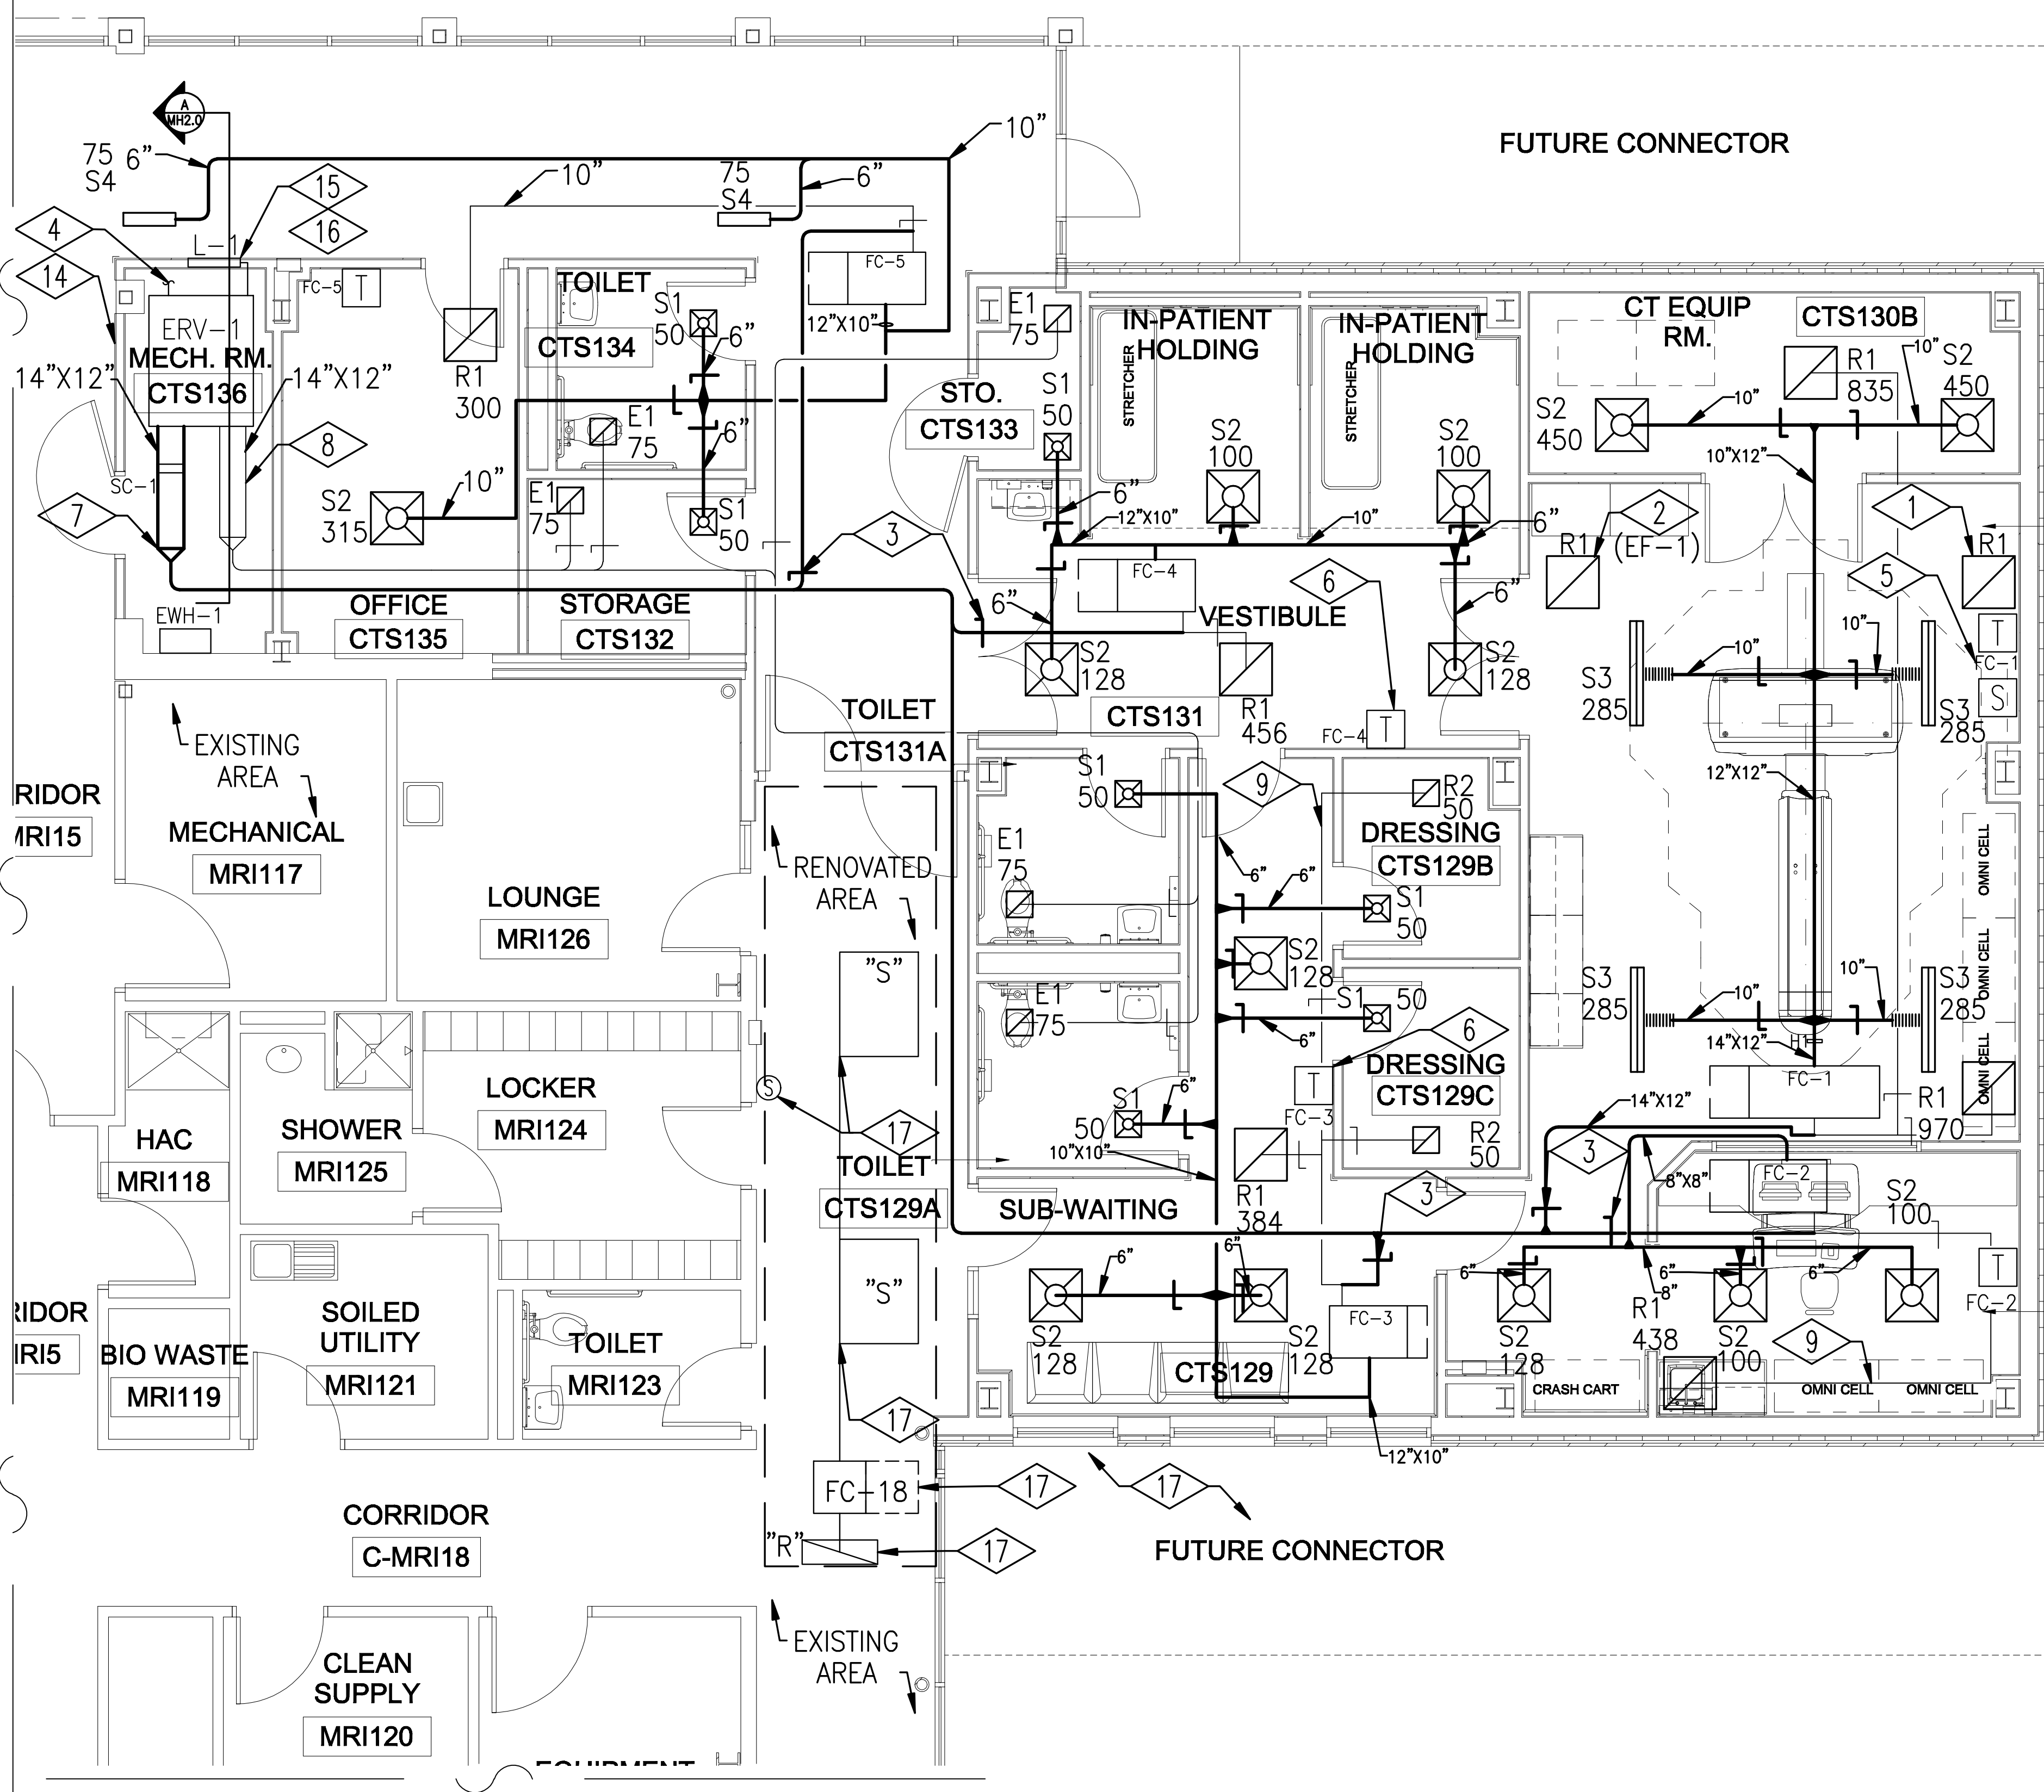 FUTURE CONNECTOR
A
MH2.0
10”
75 6”
S4
15
16
10”
75
S4
6”
4
14
L-1
FC-5
T
ERV-1
MECH. RM.
CTS136
14”X12”
14”X12”
8
SC-1
7
EWH-1
R1
300
S2
315
10”
OFFICE
CTS135
TOILET
CTS134
S1
50
6”
E1
75
6”
E1
75
S1
50
STORAGE
CTS132
FC-5
12”X10”
3
E1
75
STO.
CTS133
S1
50
6”
12”X10”
IN-PATIENT
HOLDING
STRETCHER
S2
100
10”
IN-PATIENT
HOLDING
STRETCHER
S2
100
6”
FC-4
6”
VESTIBULE
6
6”
S2
128
S2
128
CTS131
R1
456
FC-4
T
CT EQUIP
RM.
CTS130B
R1
835
10”
S2
450
S2
450
10”
10”X12”
2
R1
(EF-1)
1
R1
5
T
FC-1
S
S3
285
10”
10”
S3
285
12”X12”
OMNI CELL
OMNI CELL
OMNI CELL
S3
285
10”
10”
S3
285
H1
14”X12”
FC-1
R1
970
14”X12”
3
8”X8”
FC-2
S2
100
T
FC-2
6”
6”
6”
8”
R1
438
S2
128
S2
100
9
CRASH CART
OMNI CELL
OMNI CELL
EXISTING
AREA
MECHANICAL
MRI117
RIDOR
MRI15
LOUNGE
MRI126
TOILET
CTS131A
RENOVATED
AREA
S1
50
E1
75
6”
6”
9
R2
50
DRESSING
CTS129B
S1
50
S2
128
E1
75
S1
50
6”
6
DRESSING
CTS129C
T
FC-3
S1
50
6”
10”X10”
R2
50
R1
384
3
TOILET
CTS129A
SUB-WAITING
6”
6”
S2
128
S2
128
CTS129
FC-3
12”X10”
”S”
S
17
”S”
17
FC-18
17
”R”
17
17
FUTURE CONNECTOR
HAC
MRI118
SHOWER
MRI125
LOCKER
MRI124
RIDOR
IRI5
BIO WASTE
MRI119
SOILED
UTILITY
MRI121
TOILET
MRI123
CORRIDOR
C-MRI18
EXISTING
AREA
CLEAN
SUPPLY
MRI120
EQUIPMENT